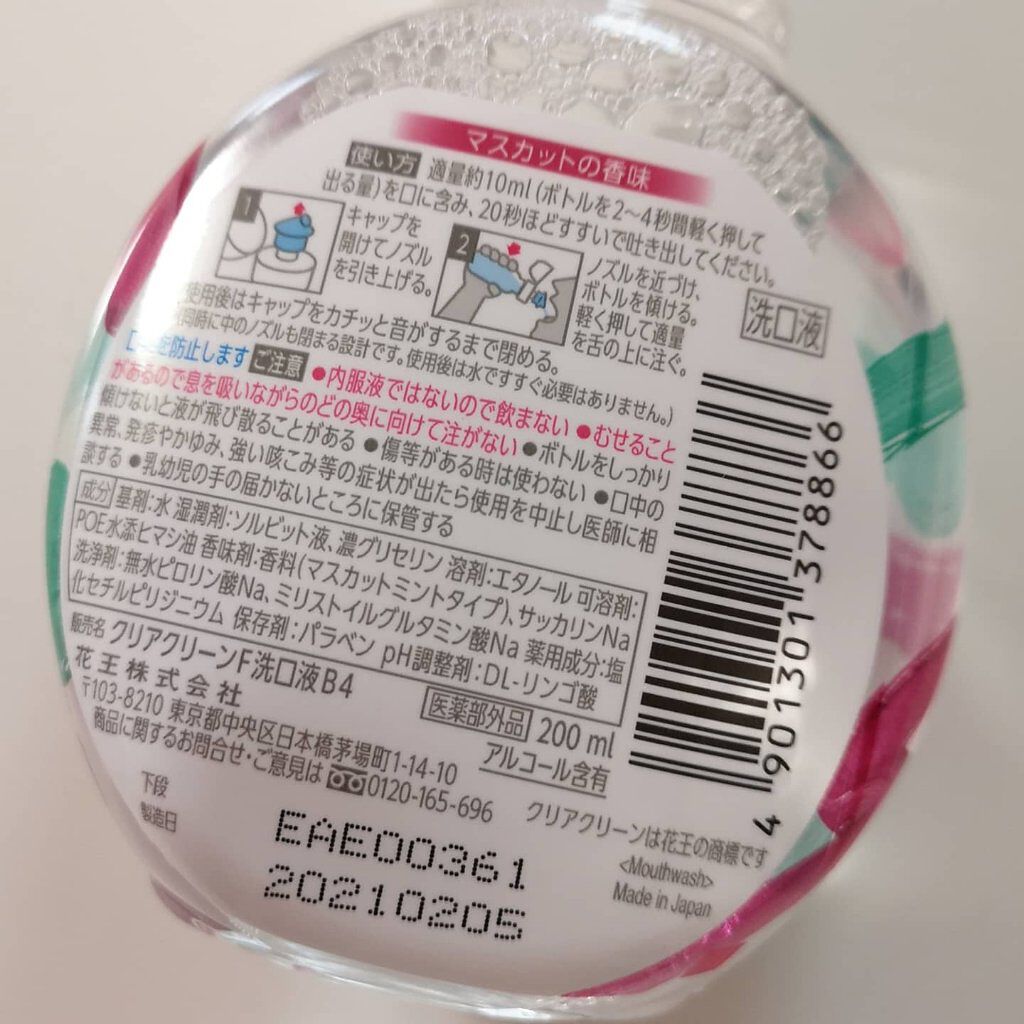 マスカットの香味
使い方 適量約10ml(ボトルを2〜4秒間軽く押して
出る量)を口に含み、20秒ほどすすいで吐き出してください。
1
キャップを
開けてノズル
を引き上げる。
2
ノズルを近づけ、
ボトルを傾ける。
軽く押して適量
を舌の上に注ぐ。
洗口液
使用後はキャップをカチッと音がするまで閉める。
同時に中のノズルも閉まる設計です。使用後は水ですすぐ必要はありません。)
防止します ご注意 ●内服液ではないので飲まない ●むせること
があるので息を吸いながらのどの奥に向けて注がない ●ボトルをしっかり
傾けないと液が飛び散ることがある ●傷等がある時は使わない ●口中の
異常、発疹やかゆみ、強い咳こみ等の症状が出たら使用を中止し医師に相
談する ●乳幼児の手の届かないところに保管する
成分 基剤:水 湿潤剤:ソルビット液、濃グリセリン 溶剤:エタノール 可溶剤:
POE水添ヒマシ油 香味剤:香料(マスカットミントタイプ)、サッカリンNa
洗浄剤:無水ピロリン酸Na、ミリストイルグルタミン酸Na 薬用成分:塩
化セチルピリジニウム 保存剤:パラベン pH調整剤:DL-リンゴ酸
販売名 クリアクリーンF洗口液B4
花王株式会社
医薬部外品 200 ml
〒103-8210 東京都中央区日本橋茅場町1-14-10
アルコール含有
商品に関するお問合せ・ご意見は 0120-165-696
クリアクリーンは花王の商標です
<Mouthwash>
Made in Japan
下段
製造日
EAE00361
20210205
4 901301 378866